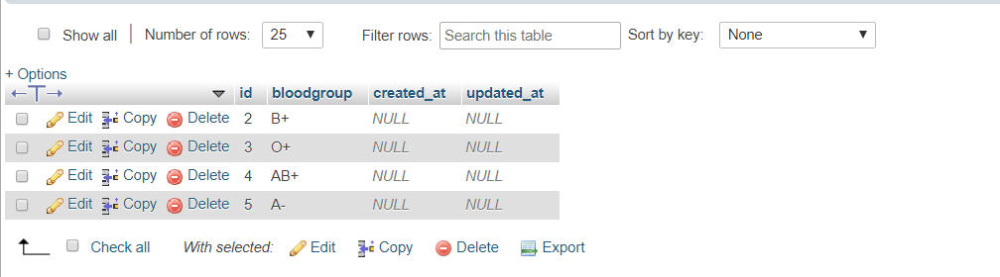 Show all Number of rows: 25 Filter rows: Search this table Sort by key: None
+ Options
←T→ id bloodgroup created_at updated_at
Edit Copy Delete 2 B+ NULL NULL
Edit Copy Delete 3 O+ NULL NULL
Edit Copy Delete 4 AB+ NULL NULL
Edit Copy Delete 5 A- NULL NULL
Check all With selected: Edit Copy Delete Export